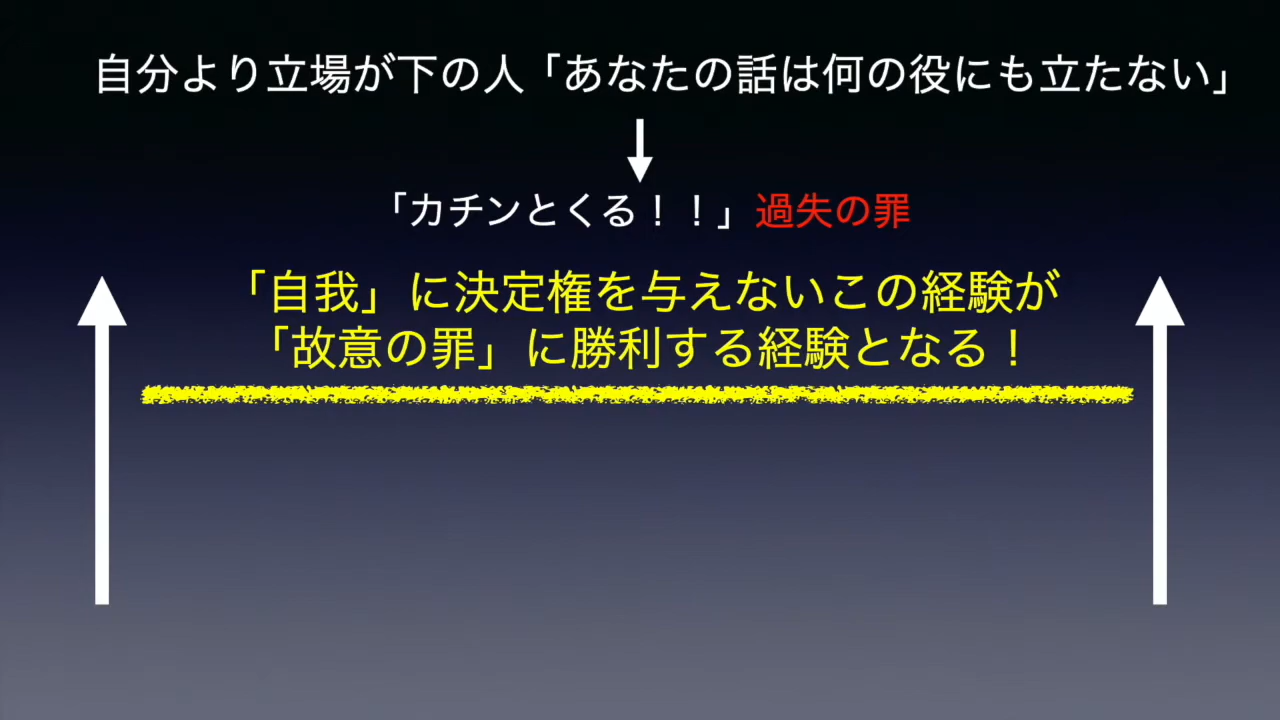 自分より立場が下の人「あなたの話は何の役にも立たない」
「カチンとくる！！」過失の罪
「自我」に決定権を与えないこの経験が
「故意の罪」に勝利する経験となる！